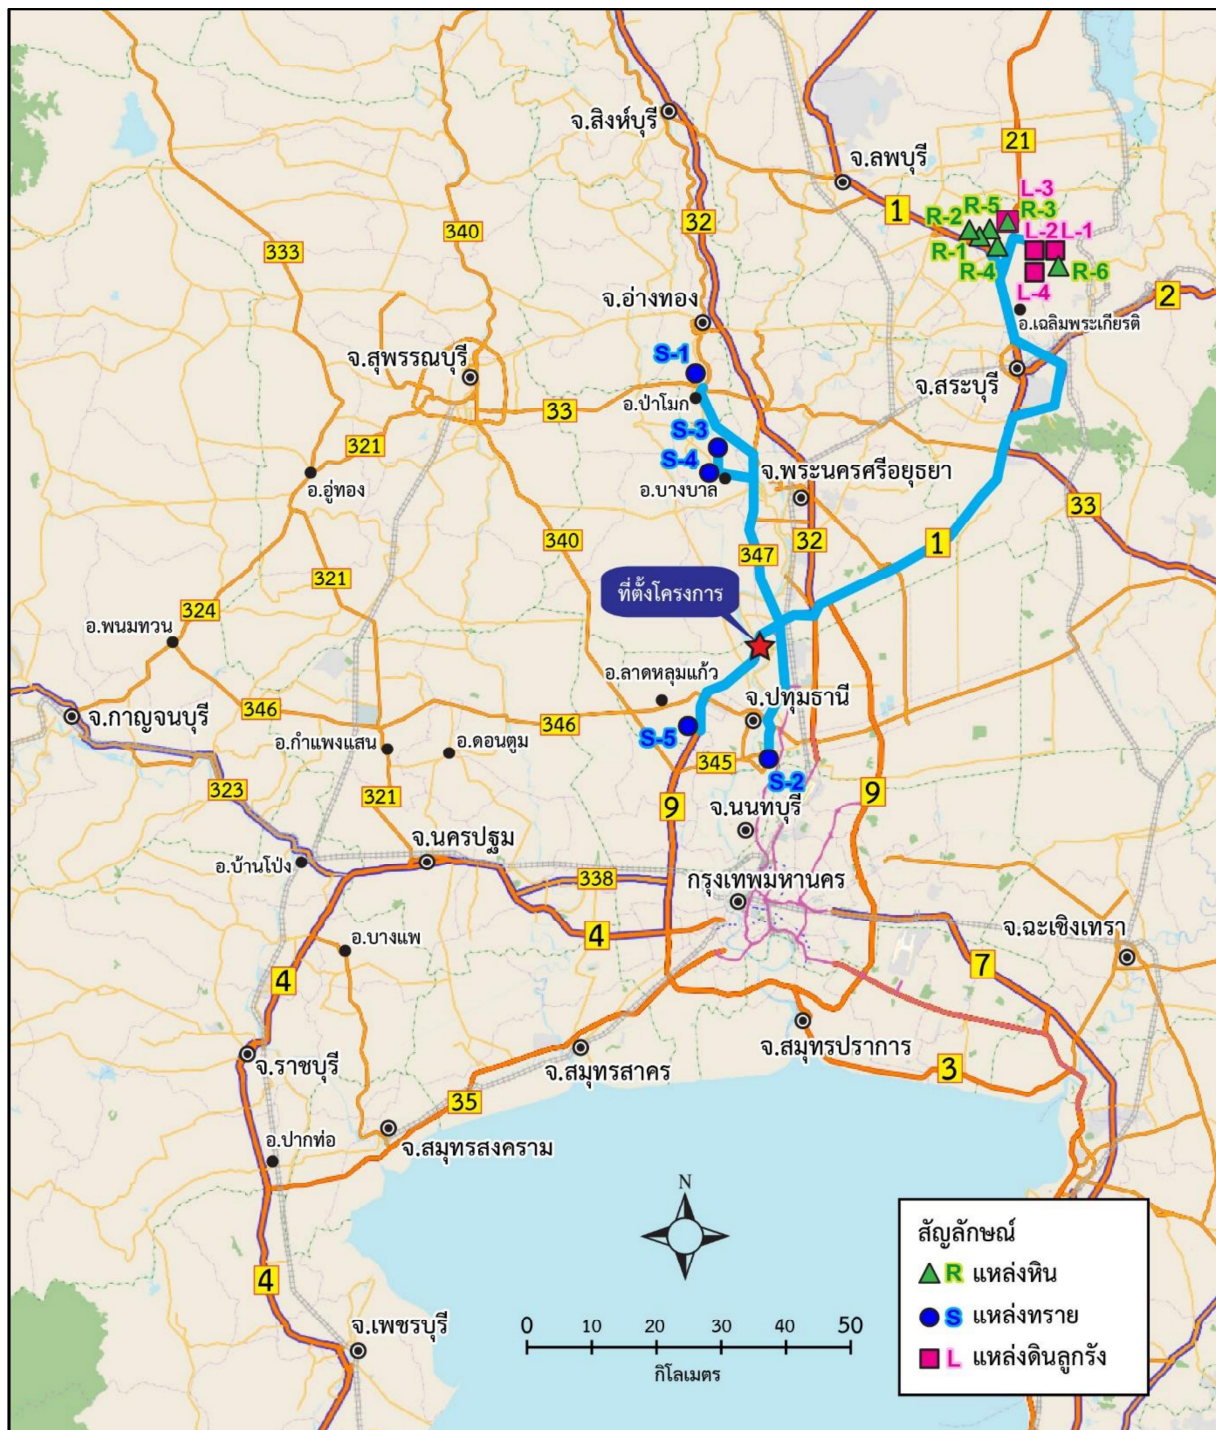 จ.สิงห์บุรี
21
จ.ลพบุรี
1
L-3
R-5
R-3
R-2
L-2
L-1
340
32
333
R-1
R-4
R-6
L-4
2
จ.อ่างทอง
อ.เฉลิมพระเกียรติ
S-1
จ.สุพรรณบุรี
จ.สระบุรี
33
อ.ป่าโมก
S-3
321
S-4
จ.พระนครศรีอยุธยา
อ.อู่ทอง
อ.บางบาล
33
340
347
32
1
321
ที่ตั้งโครงการ
324
อ.พนมทวน
อ.ลาดหลุมแก้ว
จ.กาญจนบุรี
346
346
จ.ปทุมธานี
อ.กำแพงแสน
อ.ดอนตูม
S-5
345
S-2
323
321
9
9
จ.นนทบุรี
จ.นครปฐม
อ.บ้านโป่ง
338
กรุงเทพมหานคร
อ.บางแพ
4
จ.ฉะเชิงเทรา
4
7
จ.ราชบุรี
จ.สมุทรสาคร
จ.สมุทรปราการ
35
3
อ.ปากท่อ
จ.สมุทรสงคราม
N
4
จ.เพชรบุรี
0 10 20 30 40 50
กิโลเมตร
สัญลักษณ์
R แหล่งหิน
S แหล่งทราย
L แหล่งดินลูกรัง